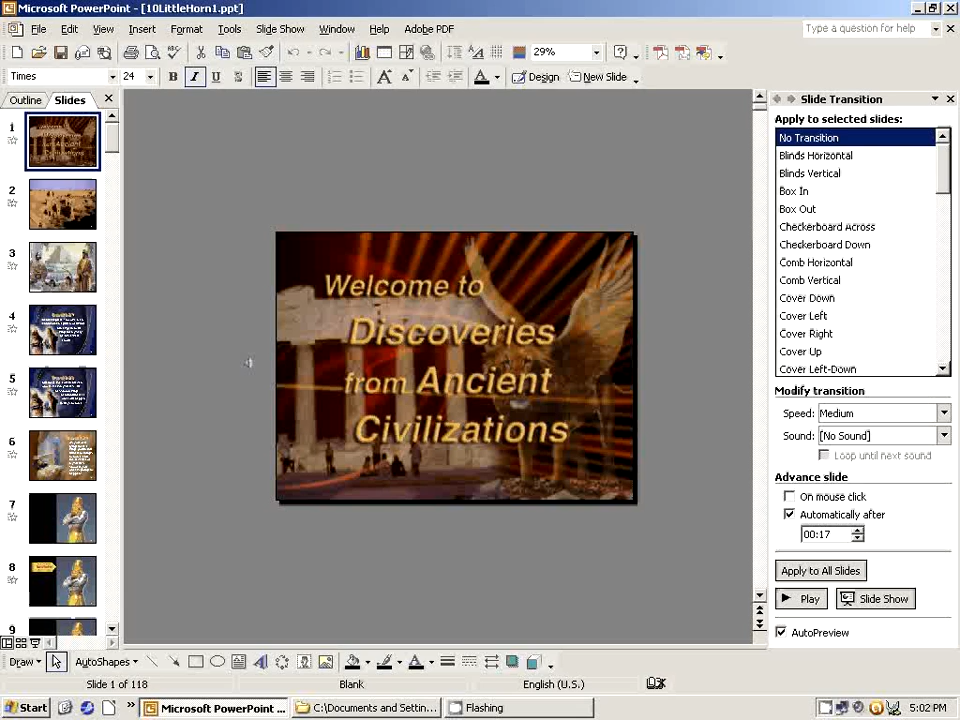 Microsoft PowerPoint - [10LittleHorn1.ppt]
File Edit View Insert Format Tools Slide Show Window Help Adobe PDF
Type a question for help
29%
Times 24 B I U S A Design New Slide
Outline Slides
Slide Transition
Apply to selected slides:
No Transition
Blinds Horizontal
Blinds Vertical
Box In
Box Out
Checkerboard Across
Checkerboard Down
Comb Horizontal
Comb Vertical
Cover Down
Cover Left
Cover Right
Cover Up
Cover Left-Down
Modify transition
Speed: Medium
Sound: [No Sound]
Loop until next sound
Advance slide
On mouse click
Automatically after
00:17
Apply to All Slides
Play Slide Show
AutoPreview
1
2
3
4
5
6
7
8
9
Welcome to
Discoveries
from Ancient
Civilizations
Draw AutoShapes
Slide 1 of 118 Blank English (U.S.)
Start Microsoft PowerPoint ... C:\Documents and Settin... Flashing 5:02 PM